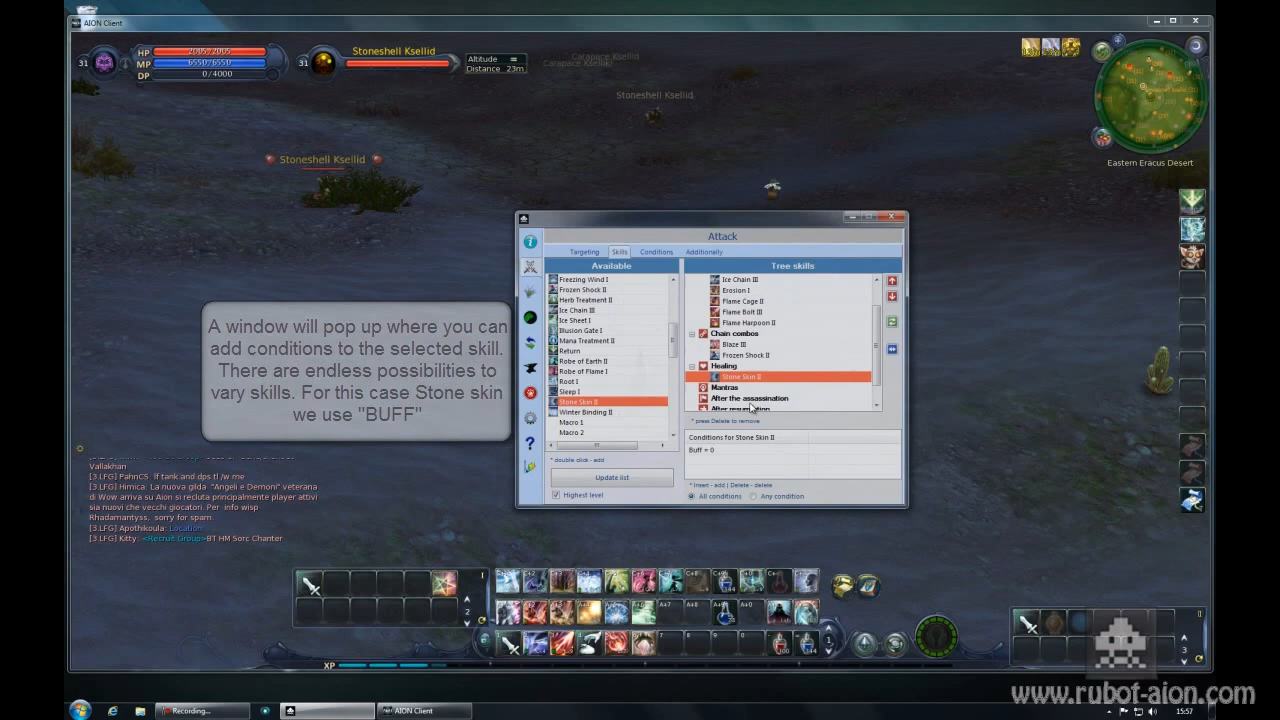 AION Client
31
HP
2005/2005
MP
6550/6550
DP
0/4000
31
Stoneshell Ksellid
Altitude =
Distance 23m
Carapace Ksellid
Carapace Ksellid
Stoneshell Ksellid
Stoneshell Ksellid
Eastern Eracus Desert
A window will pop up where you can
add conditions to the selected skill.
There are endless possibilities to
vary skills. For this case Stone skin
we use "BUFF"
Attack
Targeting
Skills
Conditions
Additionally
Available
Freezing Wind I
Frozen Shock II
Herb Treatment II
Ice Chain III
Ice Sheet I
Illusion Gate I
Mana Treatment II
Return
Robe of Earth II
Robe of Flame I
Root I
Sleep I
Stone Skin II
Winter Binding II
Macro 1
Macro 2
* double click - add
Update list
Highest level
Tree skills
Ice Chain III
Erosion I
Flame Cage II
Flame Bolt III
Flame Harpoon II
Chain combos
Blaze III
Frozen Shock II
Healing
Stone Skin II
Mantras
After the assassination
* press Delete to remove
Conditions for Stone Skin II
Buff = 0
* Insert - add | Delete - delete
All conditions
Any condition
Vallakhan
[3.LFG] PahnCS: lf tank and dps tl /w me
[3.LFG] Himica: La nuova gilda "Angeli e Demoni" veterana
di Wow arriva su Aion si recluta principalmente player attivi
sia nuovi che vecchi giocatori. Per info wisp
Rhadamantyss, sorry for spam.
[3.LFG] Apothikoula: Location
[3.LFG] Kitty: <Recruit Group>BT HM Sorc Chanter
XP
www.rubot-aion.com
Recording...
AION Client
15:57